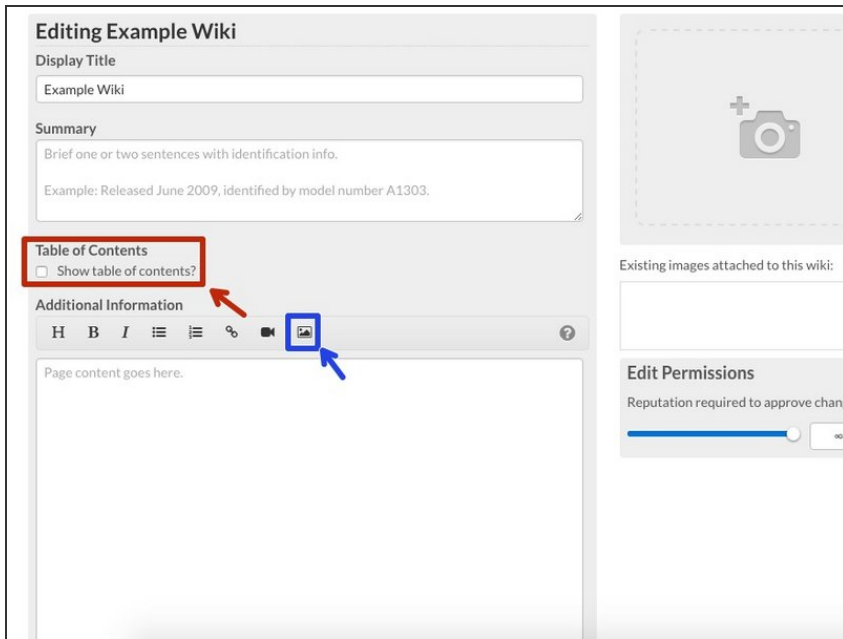 Editing Example Wiki
Display Title
Example Wiki
Summary
Brief one or two sentences with identification info.
Example: Released June 2009, identified by model number A1303.
Table of Contents
Show table of contents?
Additional Information
H B I
Page content goes here.
Existing images attached to this wiki:
Edit Permissions
Reputation required to approve chan
∞